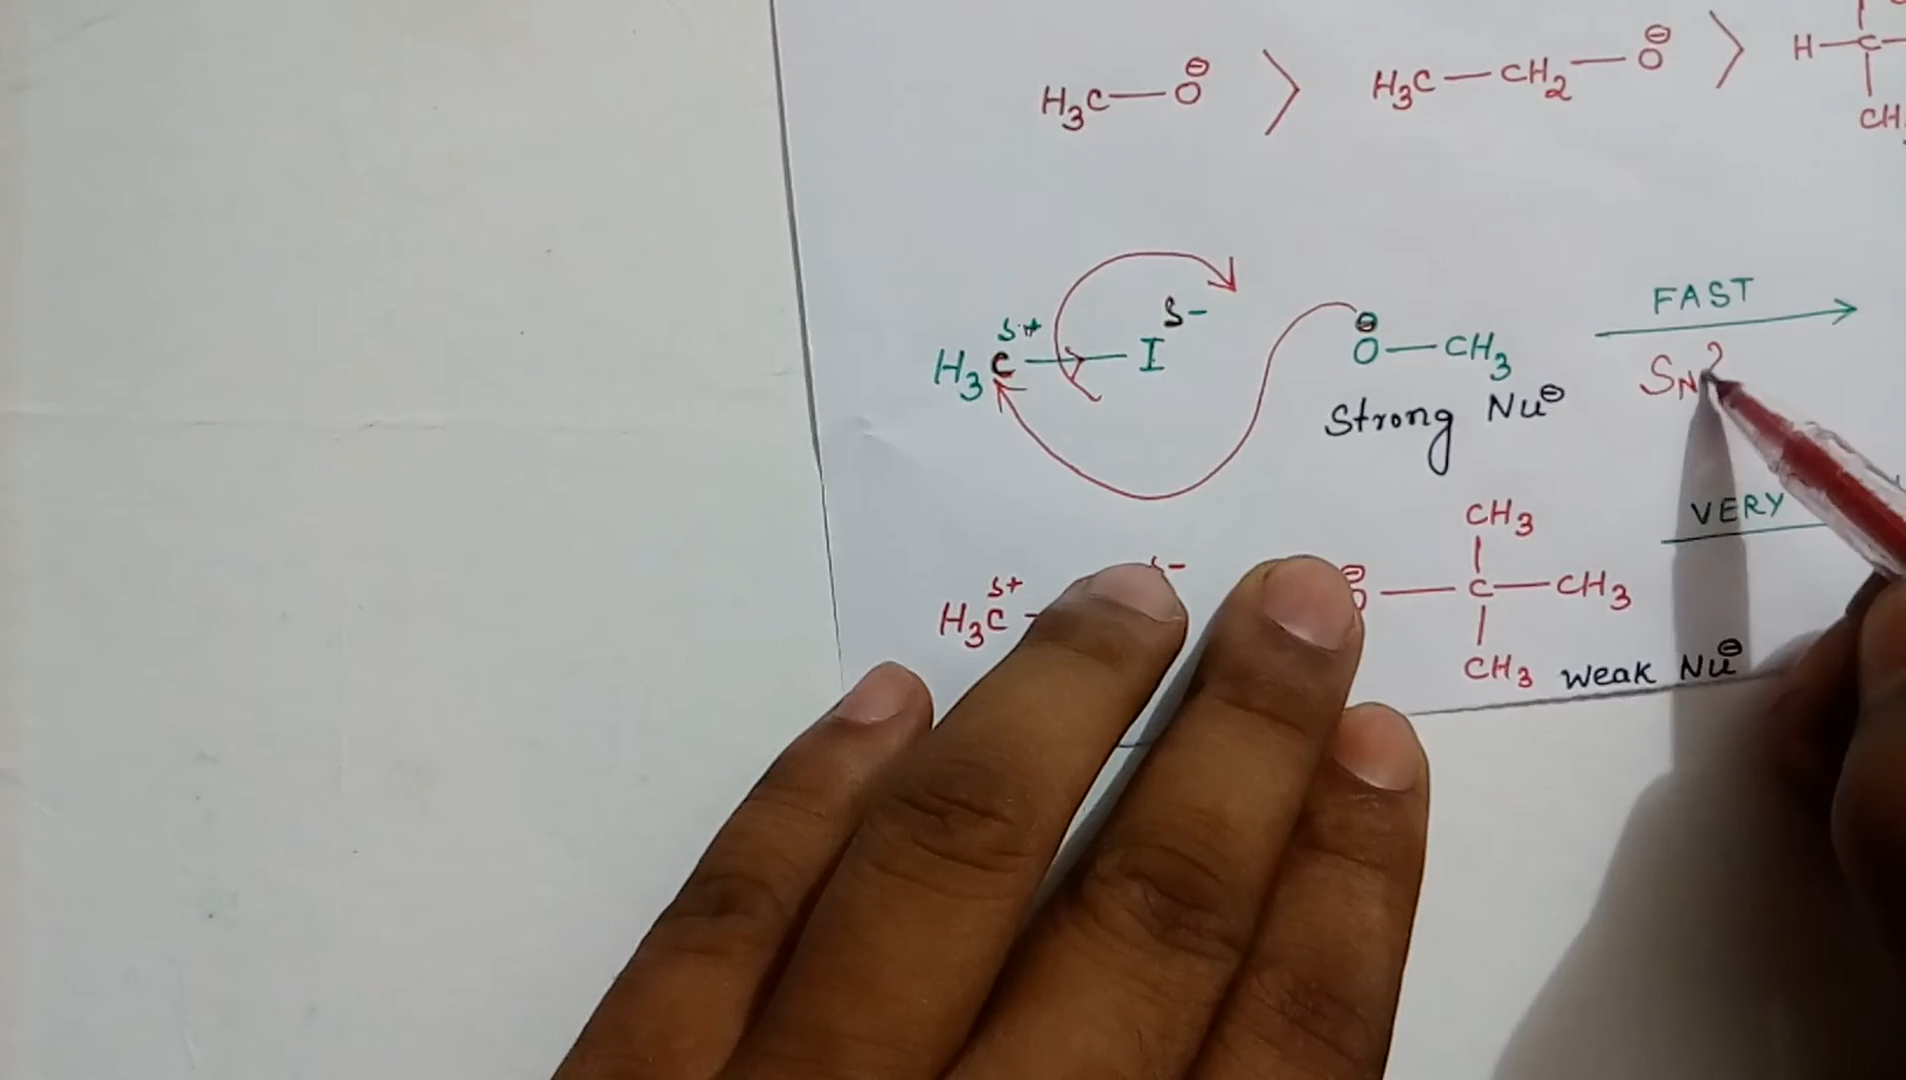 H3C—O⊖ > H3C—CH2—O⊖ > H—C—
CH
FAST
H3C—I O⊖—CH3
δ+ δ-
SN2
Strong Nu⊖
VERY
CH3
δ+ δ-
H3C O⊖—C—CH3
CH3 weak Nu⊖